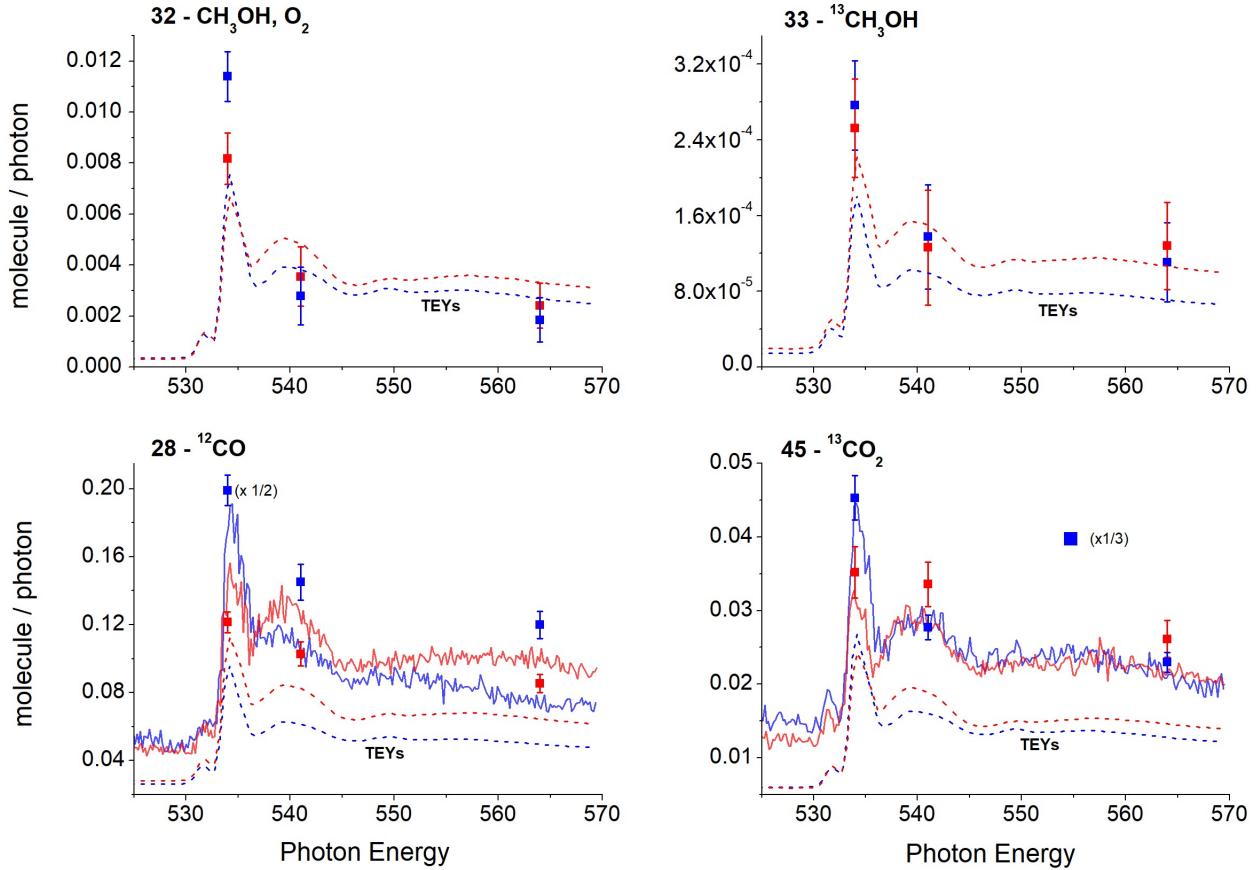 32 - CH₃OH, O₂
molecule / photon
0.012
0.010
0.008
0.006
0.004
0.002
0.000
TEYs
530 540 550 560 570
33 - ¹³CH₃OH
3.2x10⁻⁴
2.4x10⁻⁴
1.6x10⁻⁴
8.0x10⁻⁵
0.0
TEYs
530 540 550 560 570
28 - ¹²CO
molecule / photon
0.20
0.16
0.12
0.08
0.04
(x 1/2)
TEYs
530 540 550 560 570
Photon Energy
45 - ¹³CO₂
0.05
0.04
0.03
0.02
0.01
(x1/3)
TEYs
530 540 550 560 570
Photon Energy